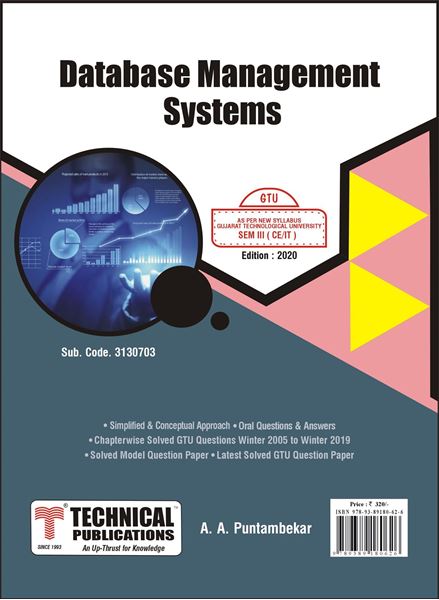 Database Management
Systems
GTU
AS PER NEW SYLLABUS
GUJARAT TECHNOLOGICAL UNIVERSITY
SEM III ( CE/IT )
Edition : 2020
Sub. Code. 3130703
• Simplified & Conceptual Approach • Oral Questions & Answers
• Chapterwise Solved GTU Questions Winter 2005 to Winter 2019
• Solved Model Question Paper • Latest Solved GTU Question Paper
T
TECHNICAL
PUBLICATIONS
TM
SINCE 1993
An Up-Thrust for Knowledge
A. A. Puntambekar
Price : ₹ 320/-
ISBN 978-93-89180-62-6
9789389180626